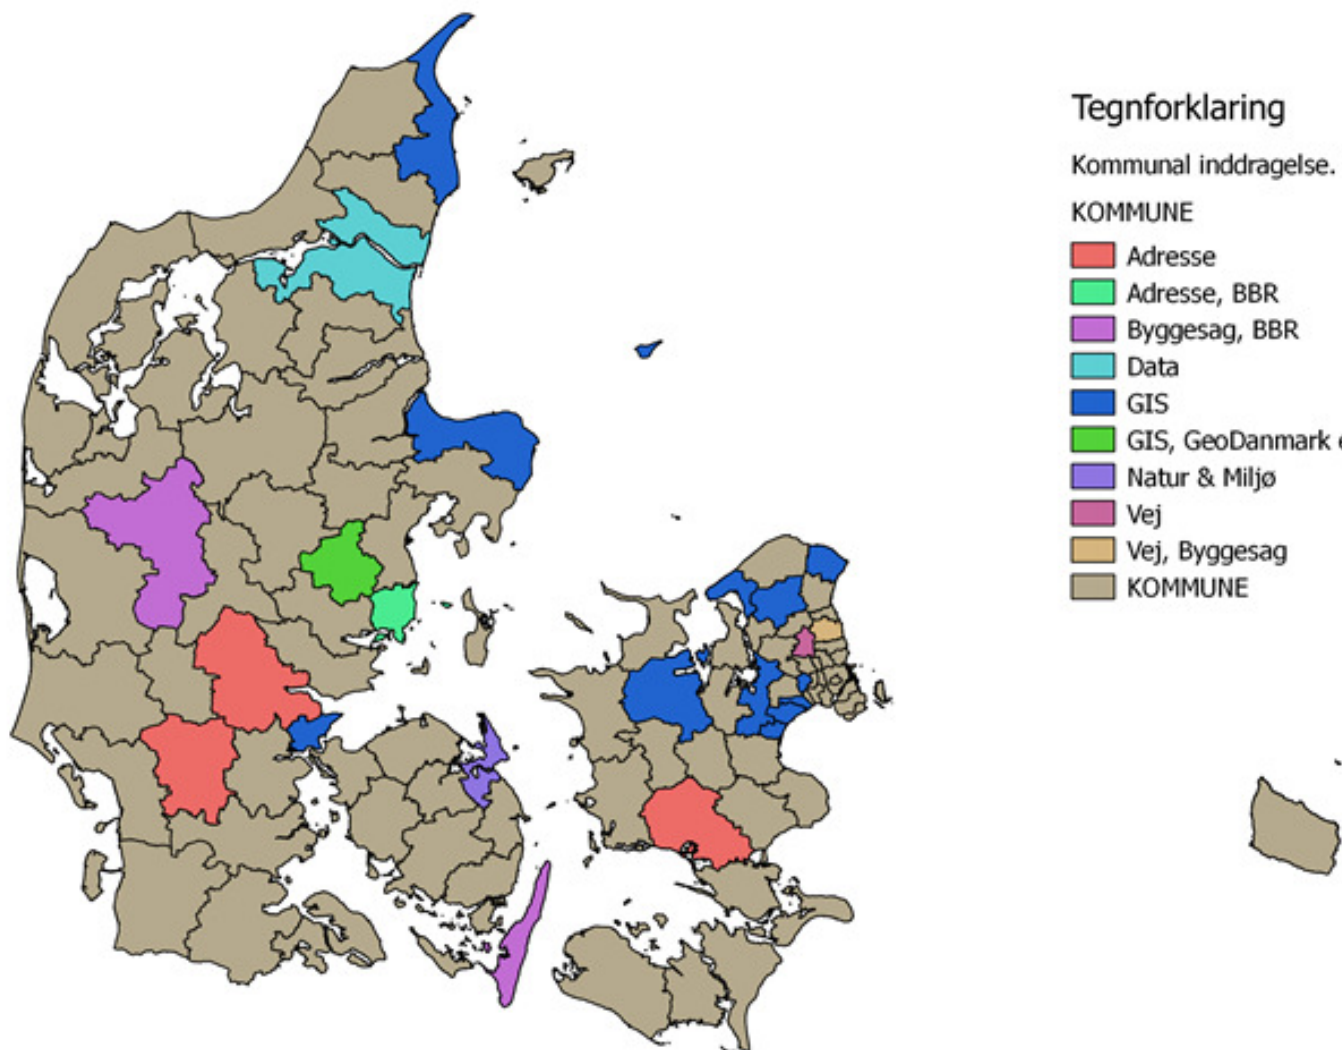 Tegnforklaring
Kommunal inddragelse.
KOMMUNE
Adresse
Adresse, BBR
Byggesag, BBR
Data
GIS
GIS, GeoDanmark
Natur & Miljø
Vej
Vej, Byggesag
KOMMUNE